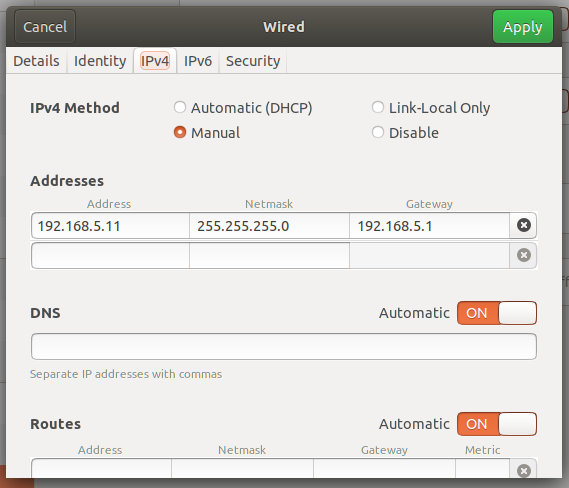 Cancel Wired Apply
Details Identity IPv4 IPv6 Security
IPv4 Method Automatic (DHCP) Link-Local Only
Manual Disable
Addresses
Address Netmask Gateway
192.168.5.11 255.255.255.0 192.168.5.1
DNS Automatic ON
Separate IP addresses with commas
Routes Automatic ON
Address Netmask Gateway Metric